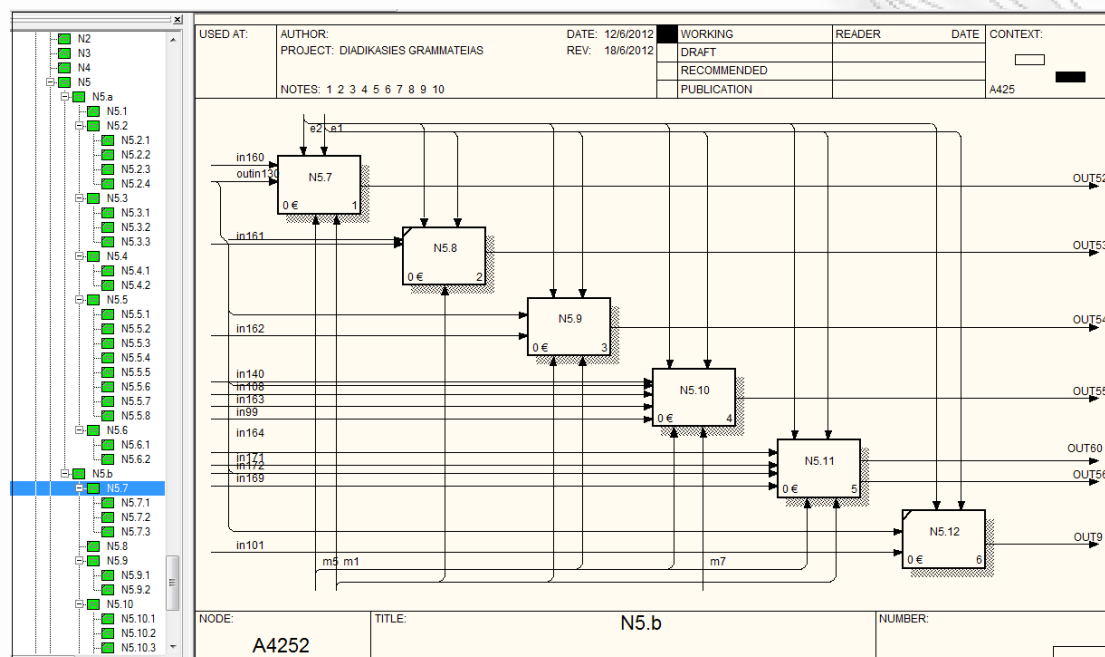 N2
N3
N4
N5
N5.a
N5.1
N5.2
N5.2.1
N5.2.2
N5.2.3
N5.2.4
N5.3
N5.3.1
N5.3.2
N5.3.3
N5.4
N5.4.1
N5.4.2
N5.5
N5.5.1
N5.5.2
N5.5.3
N5.5.4
N5.5.5
N5.5.6
N5.5.7
N5.5.8
N5.6
N5.6.1
N5.6.2
N5.b
N5.7
N5.7.1
N5.7.2
N5.7.3
N5.8
N5.9
N5.9.1
N5.9.2
N5.10
N5.10.1
N5.10.2
N5.10.3
USED AT:
AUTHOR:
PROJECT: DIADIKASIES GRAMMATEIAS
NOTES: 1 2 3 4 5 6 7 8 9 10
DATE: 12/6/2012
REV: 18/6/2012
WORKING
DRAFT
RECOMMENDED
PUBLICATION
READER DATE
CONTEXT:
A425
e2 e1
in160
outin130
N5.7
0 € 1
OUT52
in161
N5.8
0 € 2
OUT53
N5.9
in162
0 € 3
OUT54
in140
in108
in163
in99
N5.10
0 € 4
OUT55
in164
in171
in172
in169
N5.11
0 € 5
OUT60
OUT56
in101
N5.12
0 € 6
OUT9
m5 m1
m7
NODE:
A4252
TITLE:
N5.b
NUMBER: